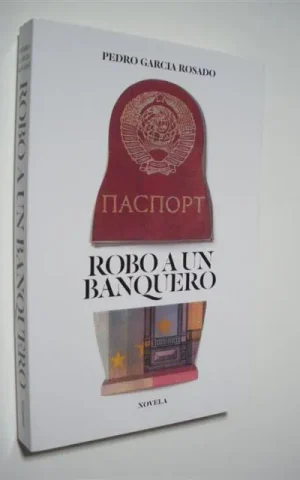 PEDRO GARCIA ROSADO
ПАСПОРТ
ROBO A UN
BANQUERO
NOVELA
ROBO A UN BANQUERO